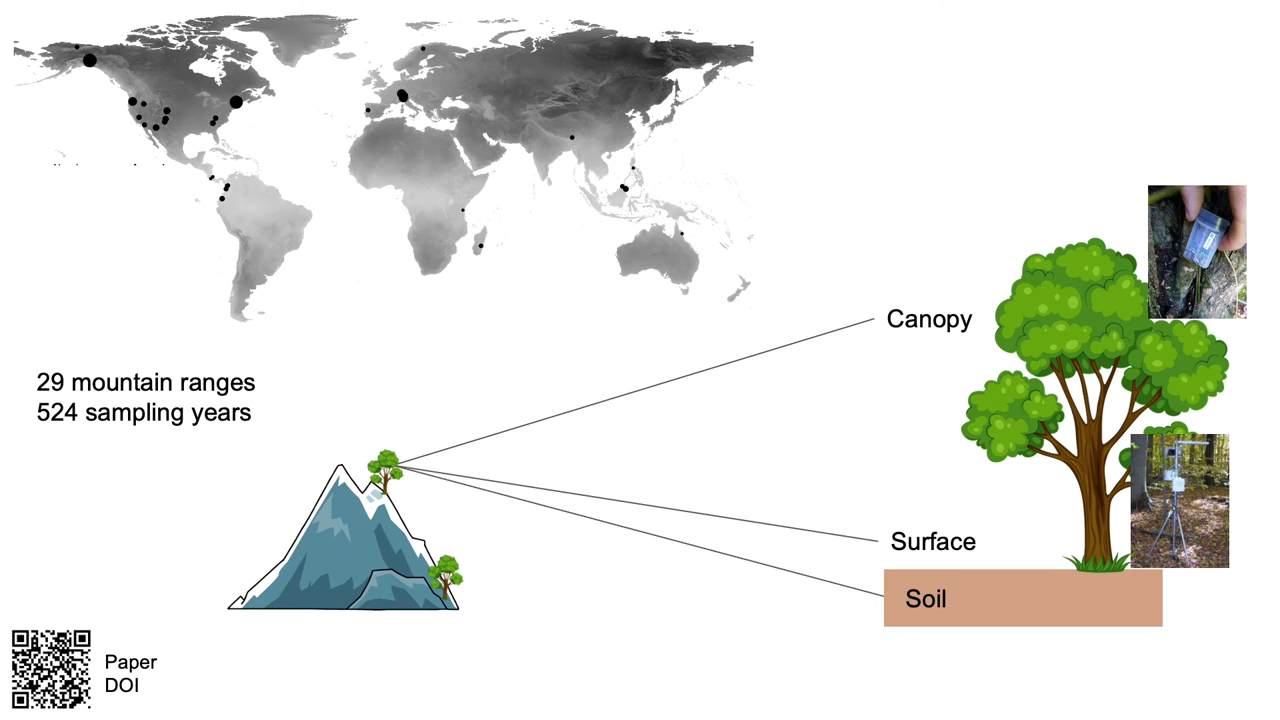 29 mountain ranges
524 sampling years
Canopy
Surface
Soil
Paper
DOI